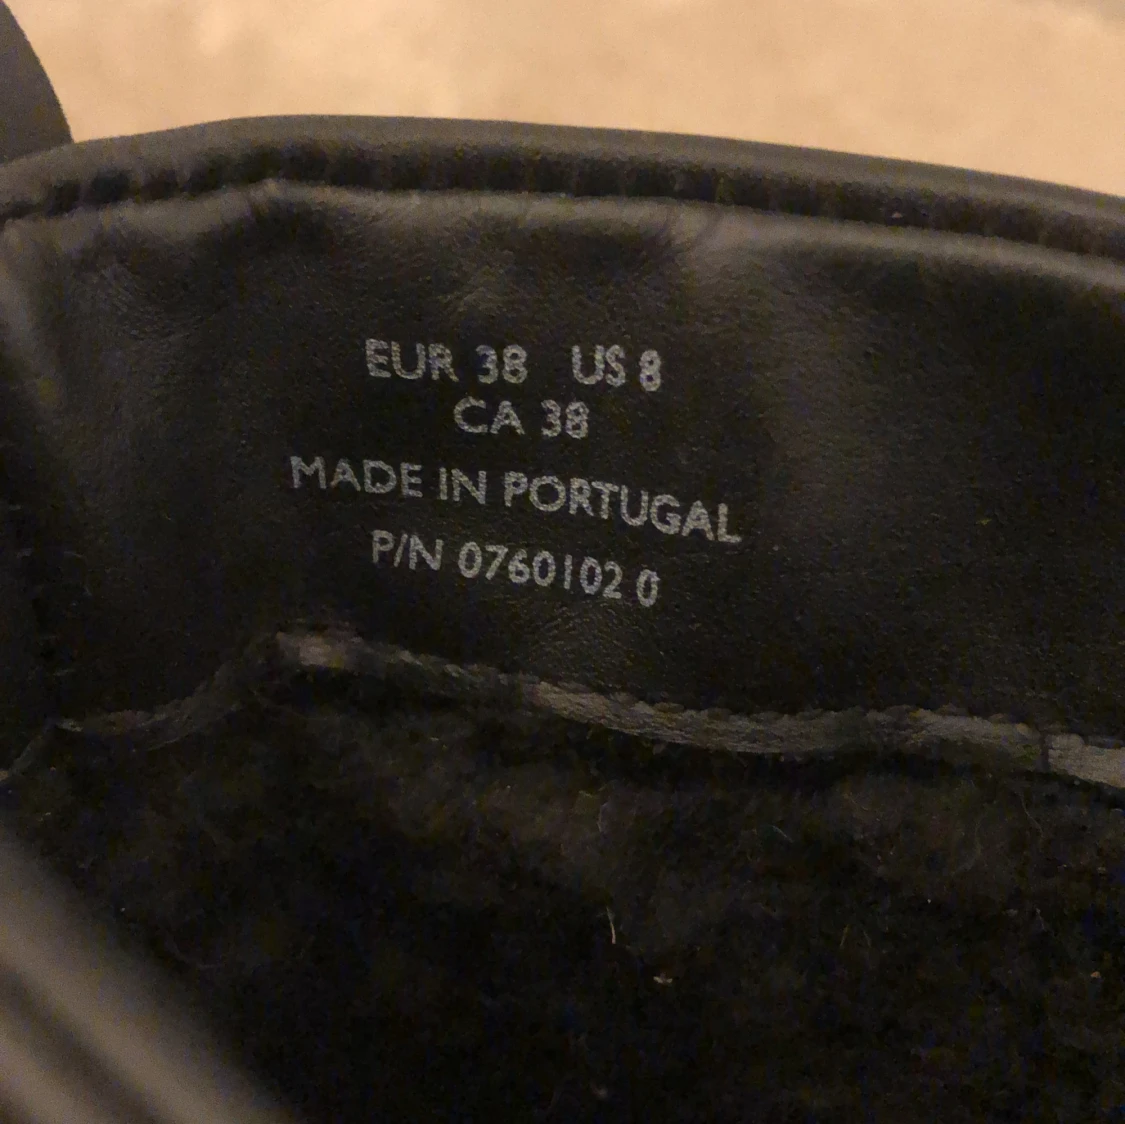 EUR 38 US 8
CA 38
MADE IN PORTUGAL
P/N 0760102 0